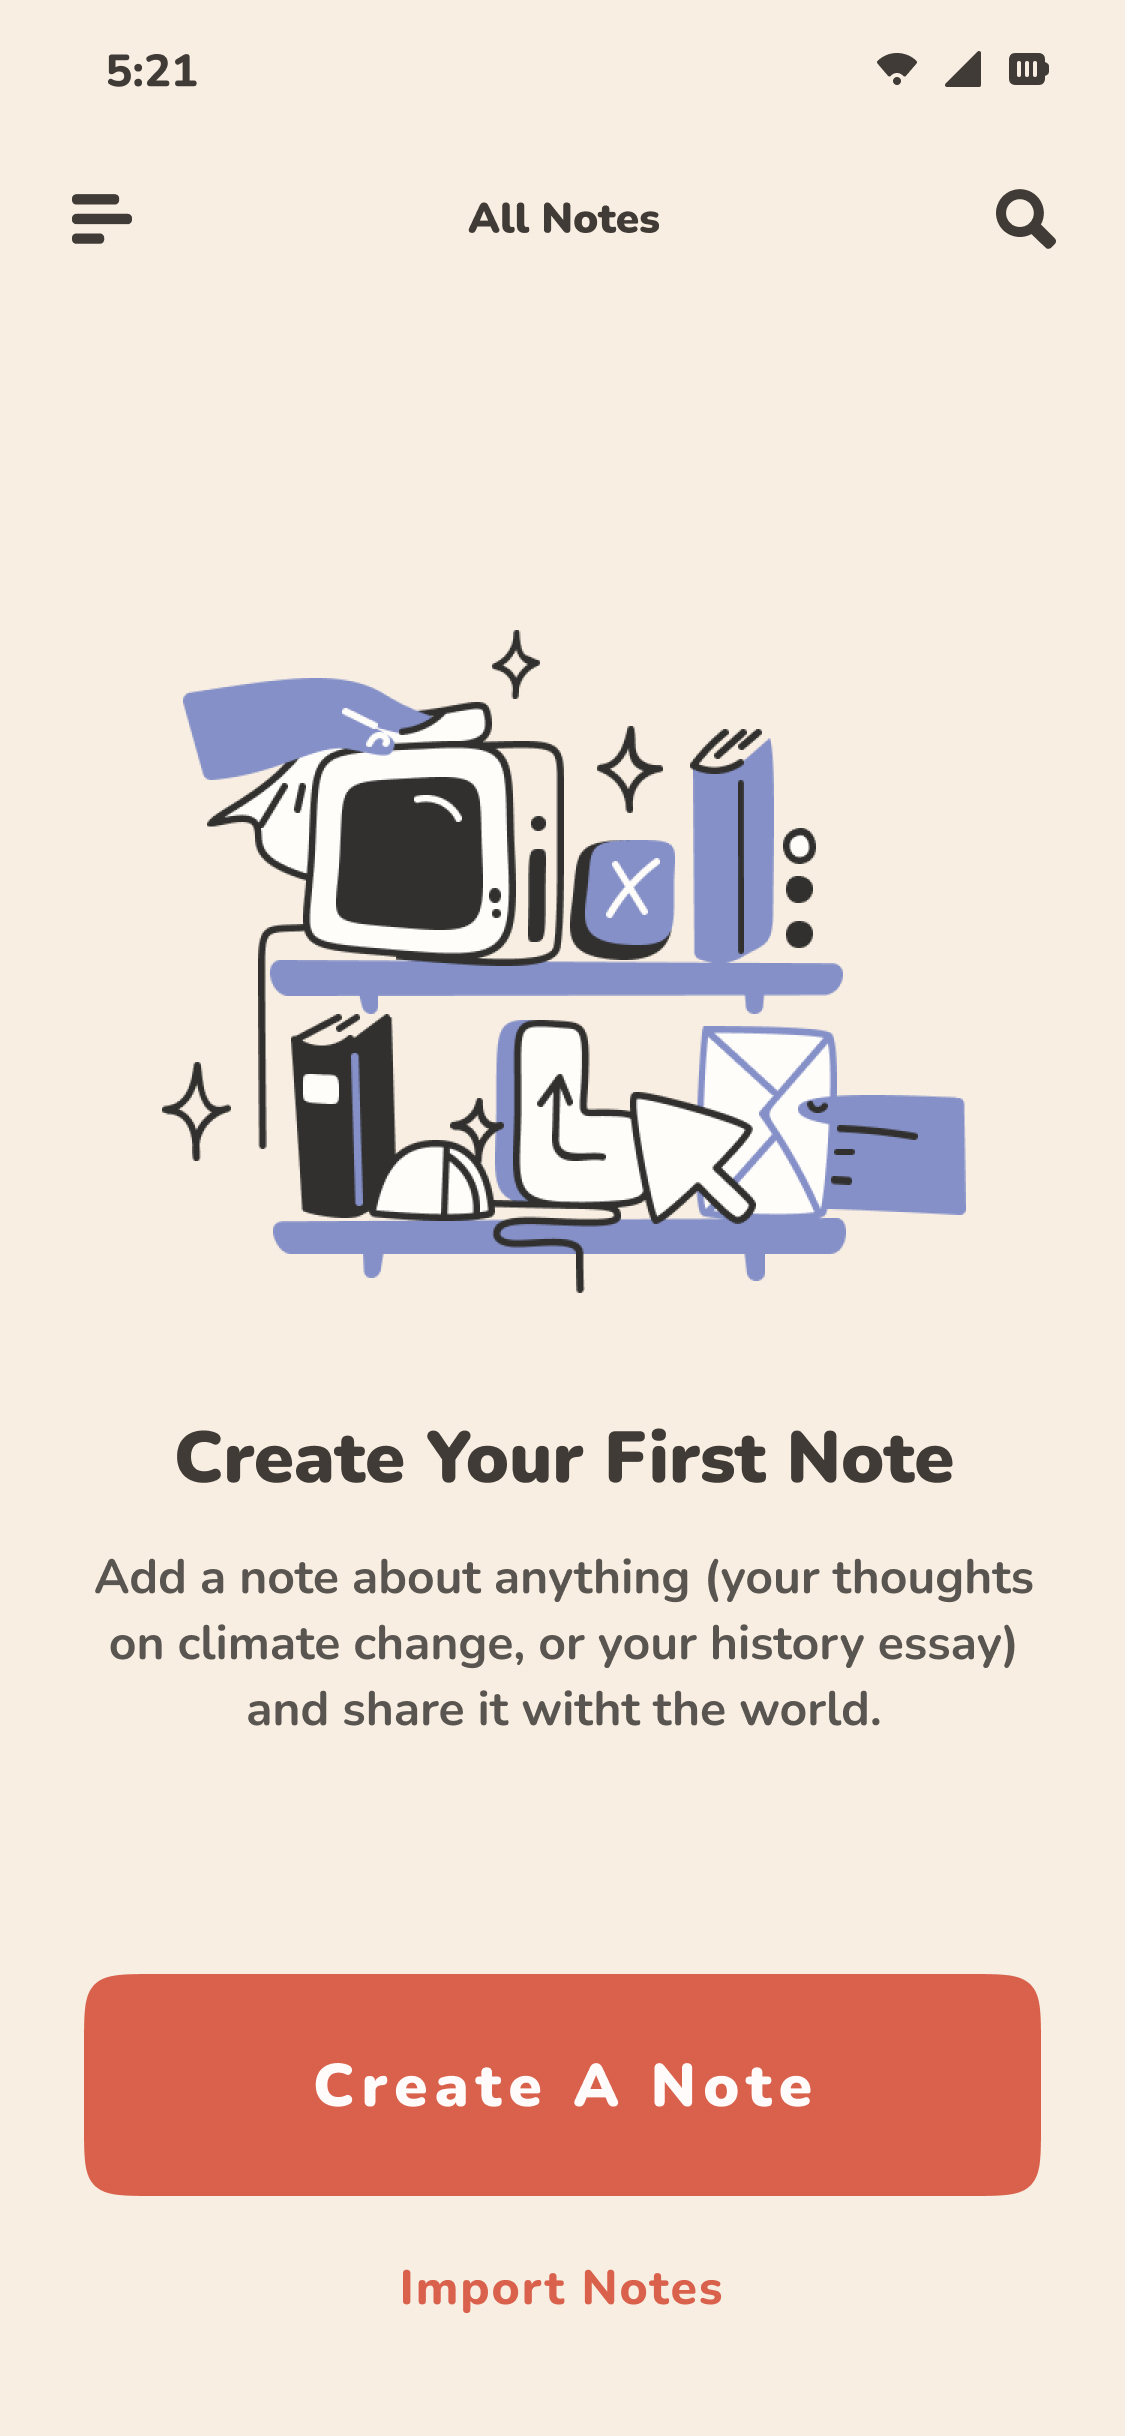 5:21
All Notes
X
Create Your First Note
Add a note about anything (your thoughts
on climate change, or your history essay)
and share it witht the world.
Create A Note
Import Notes